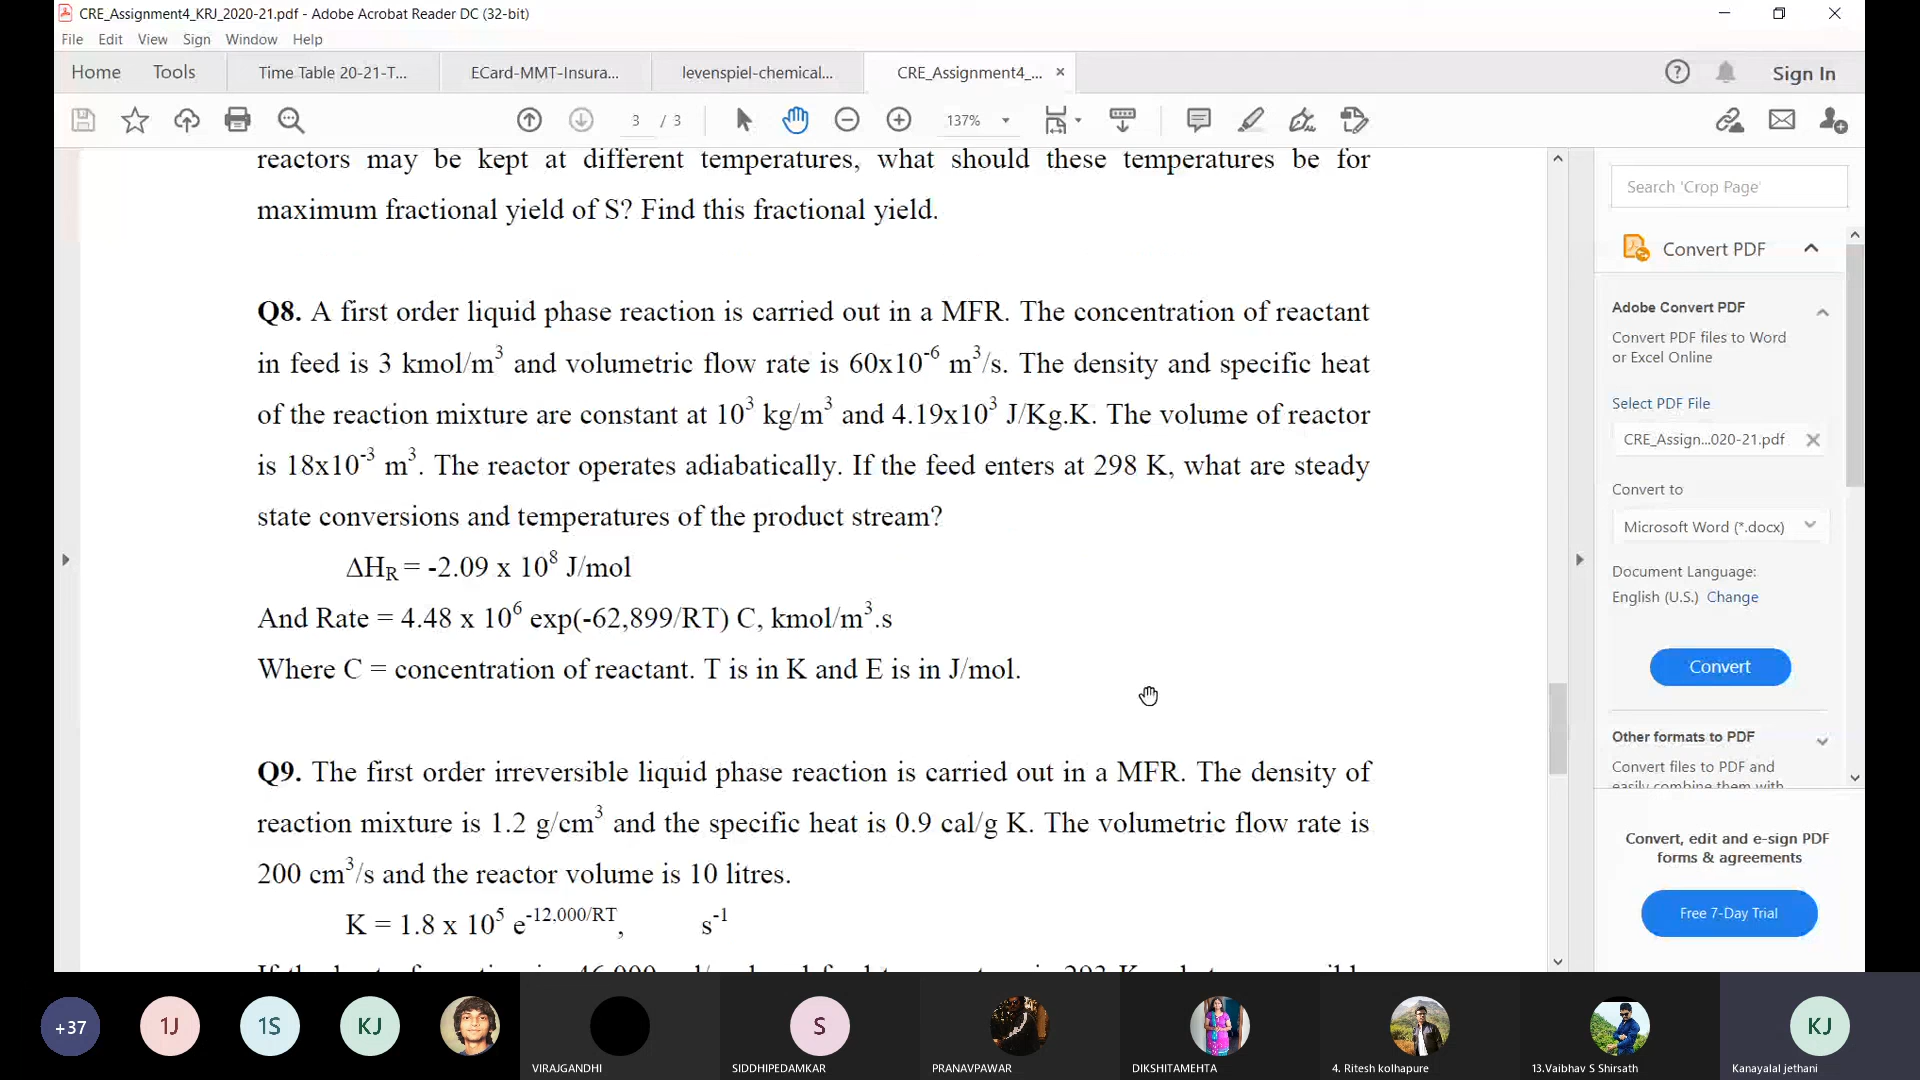 CRE_Assignment4_KRJ_2020-21.pdf - Adobe Acrobat Reader DC (32-bit)
File Edit View Sign Window Help
Home Tools Time Table 20-21-T... ECard-MMT-Insura... levenspiel-chemical... CRE_Assignment4_... × Sign In
3 / 3 137%
reactors may be kept at different temperatures, what should these temperatures be for
maximum fractional yield of S? Find this fractional yield.
Q8. A first order liquid phase reaction is carried out in a MFR. The concentration of reactant
in feed is 3 kmol/m³ and volumetric flow rate is 60x10⁻⁶ m³/s. The density and specific heat
of the reaction mixture are constant at 10³ kg/m³ and 4.19x10³ J/Kg.K. The volume of reactor
is 18x10⁻³ m³. The reactor operates adiabatically. If the feed enters at 298 K, what are steady
state conversions and temperatures of the product stream?
ΔH_R = -2.09 x 10⁸ J/mol
And Rate = 4.48 x 10⁶ exp(-62,899/RT) C, kmol/m³.s
Where C = concentration of reactant. T is in K and E is in J/mol.
Q9. The first order irreversible liquid phase reaction is carried out in a MFR. The density of
reaction mixture is 1.2 g/cm³ and the specific heat is 0.9 cal/g K. The volumetric flow rate is
200 cm³/s and the reactor volume is 10 litres.
K = 1.8 x 10⁵ e^-12,000/RT, s⁻¹
Search 'Crop Page'
Convert PDF
Adobe Convert PDF
Convert PDF files to Word
or Excel Online
Select PDF File
CRE_Assign...020-21.pdf
Convert to
Microsoft Word (*.docx)
Document Language:
English (U.S.) Change
Convert
Other formats to PDF
Convert files to PDF and
easily combine them with
Convert, edit and e-sign PDF
forms & agreements
Free 7-Day Trial
+37 1J 1S KJ S KJ
VIRAJGANDHI SIDDHIPEDAMKAR PRANAVPAWAR DIKSHITAMEHTA 4. Ritesh kolhapure 13.Vaibhav S Shirsath Kanayalal jethani